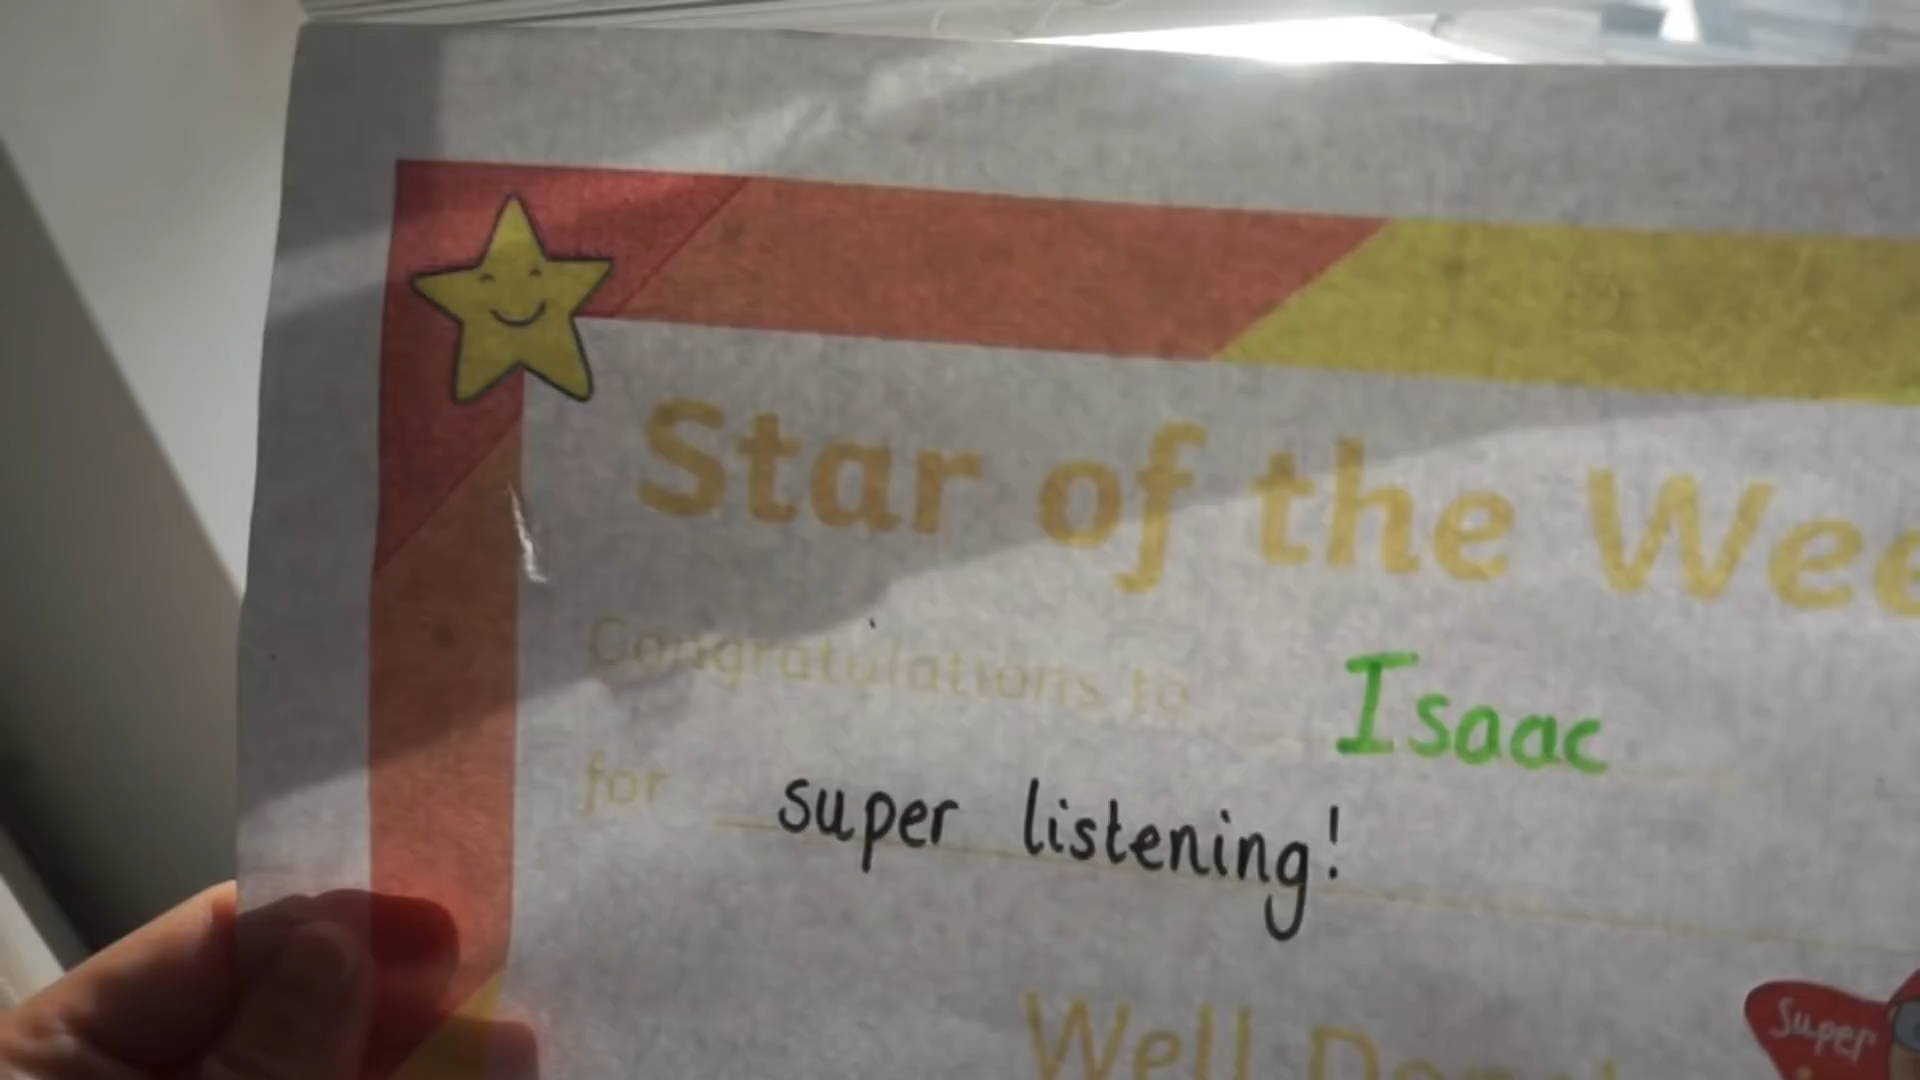 Star of the Wee
Congratulations to Isaac
for super listening!
Well Done!
Super